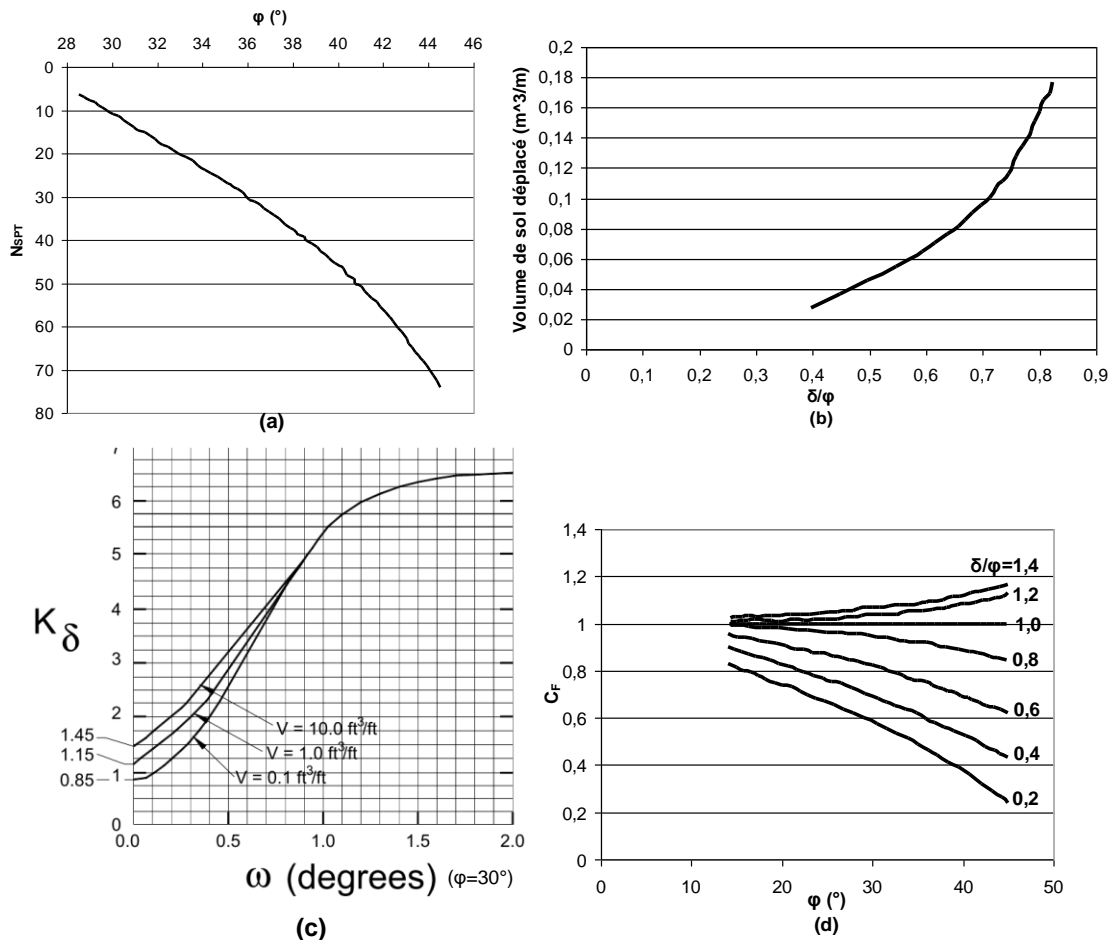 φ (°)
28 30 32 34 36 38 40 42 44 46
0
10
20
30
40
50
60
70
80
NSPT
(a)
Volume de sol déplacé (m^3/m)
0,2
0,18
0,16
0,14
0,12
0,1
0,08
0,06
0,04
0,02
0
0 0,1 0,2 0,3 0,4 0,5 0,6 0,7 0,8 0,9
δ/φ
(b)
7
6
5
4
3
2
1
0
Kδ
1.45
1.15
0.85
V = 10.0 ft³/ft
V = 1.0 ft³/ft
V = 0.1 ft³/ft
0.0 0.5 1.0 1.5 2.0
ω (degrees) (φ=30°)
(c)
1,4
1,2
1
0,8
0,6
0,4
0,2
0
CF
δ/φ=1,4
1,2
1,0
0,8
0,6
0,4
0,2
0 10 20 30 40 50
φ (°)
(d)